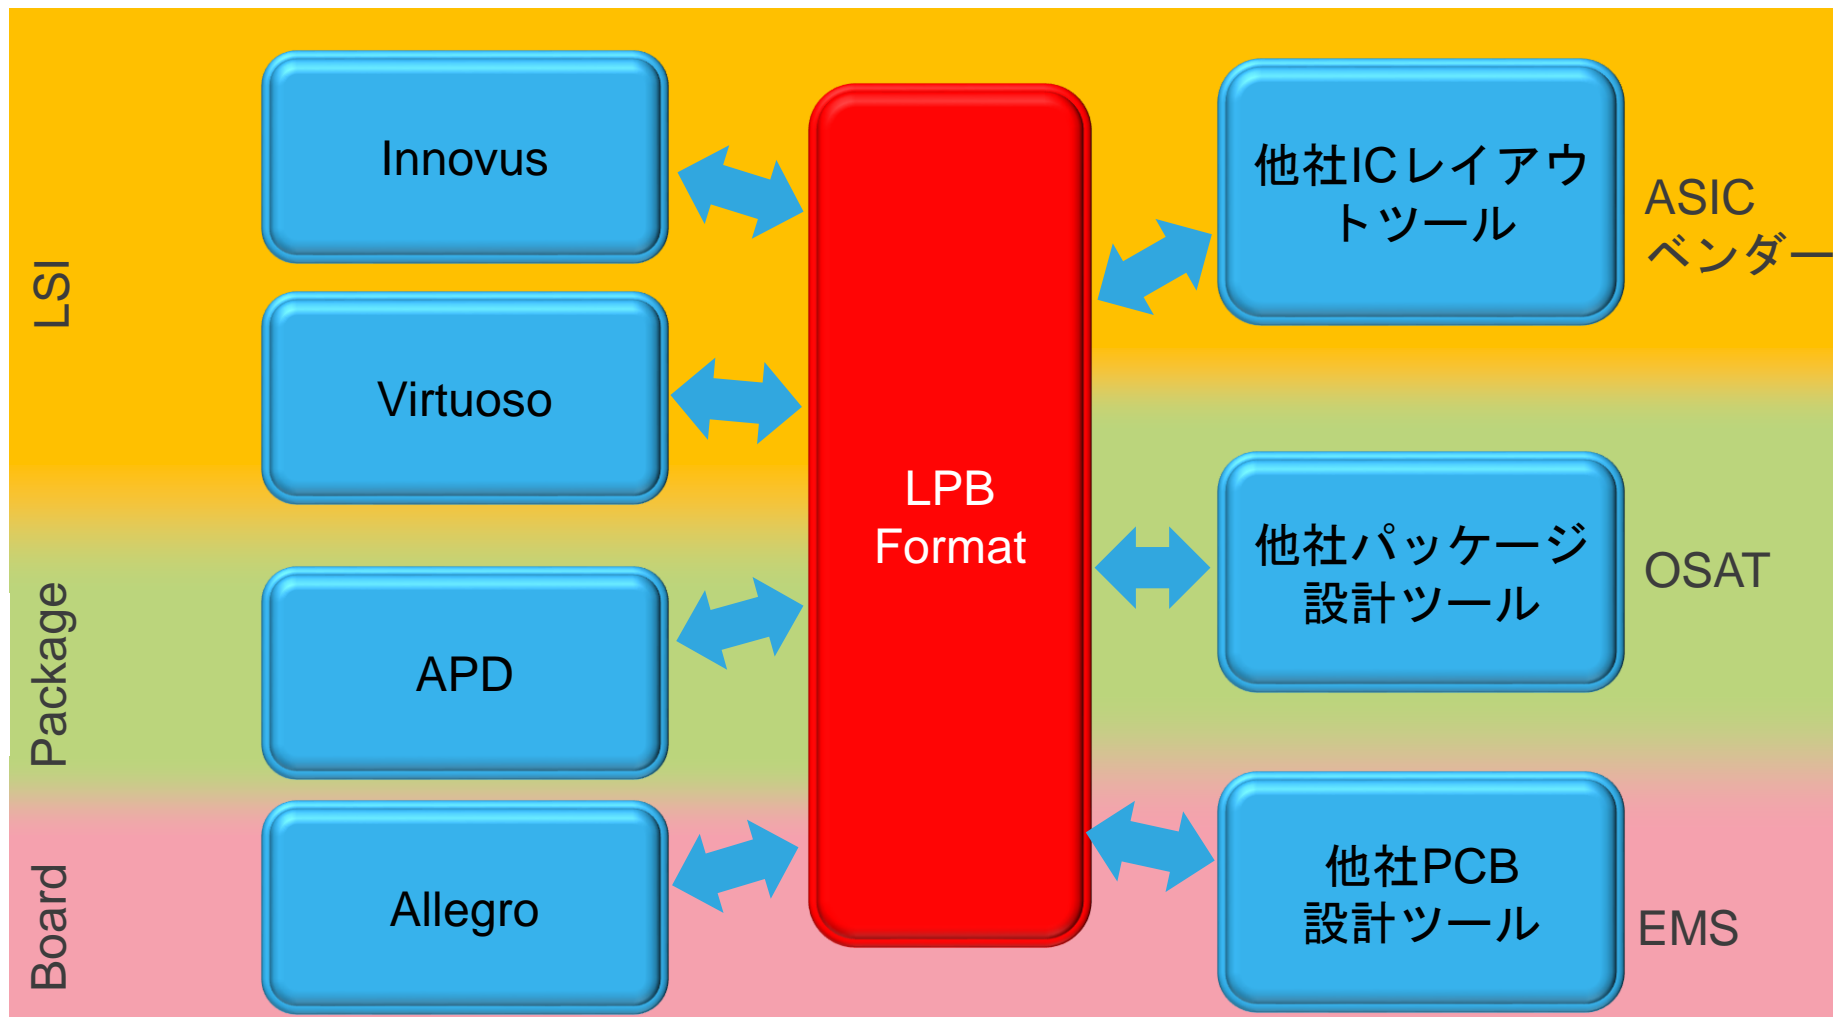 LSI
Package
Board
Innovus
Virtuoso
APD
Allegro
LPB
Format
他社ICレイアウ
トツール
他社パッケージ
設計ツール
他社PCB
設計ツール
ASIC
ベンダー
OSAT
EMS